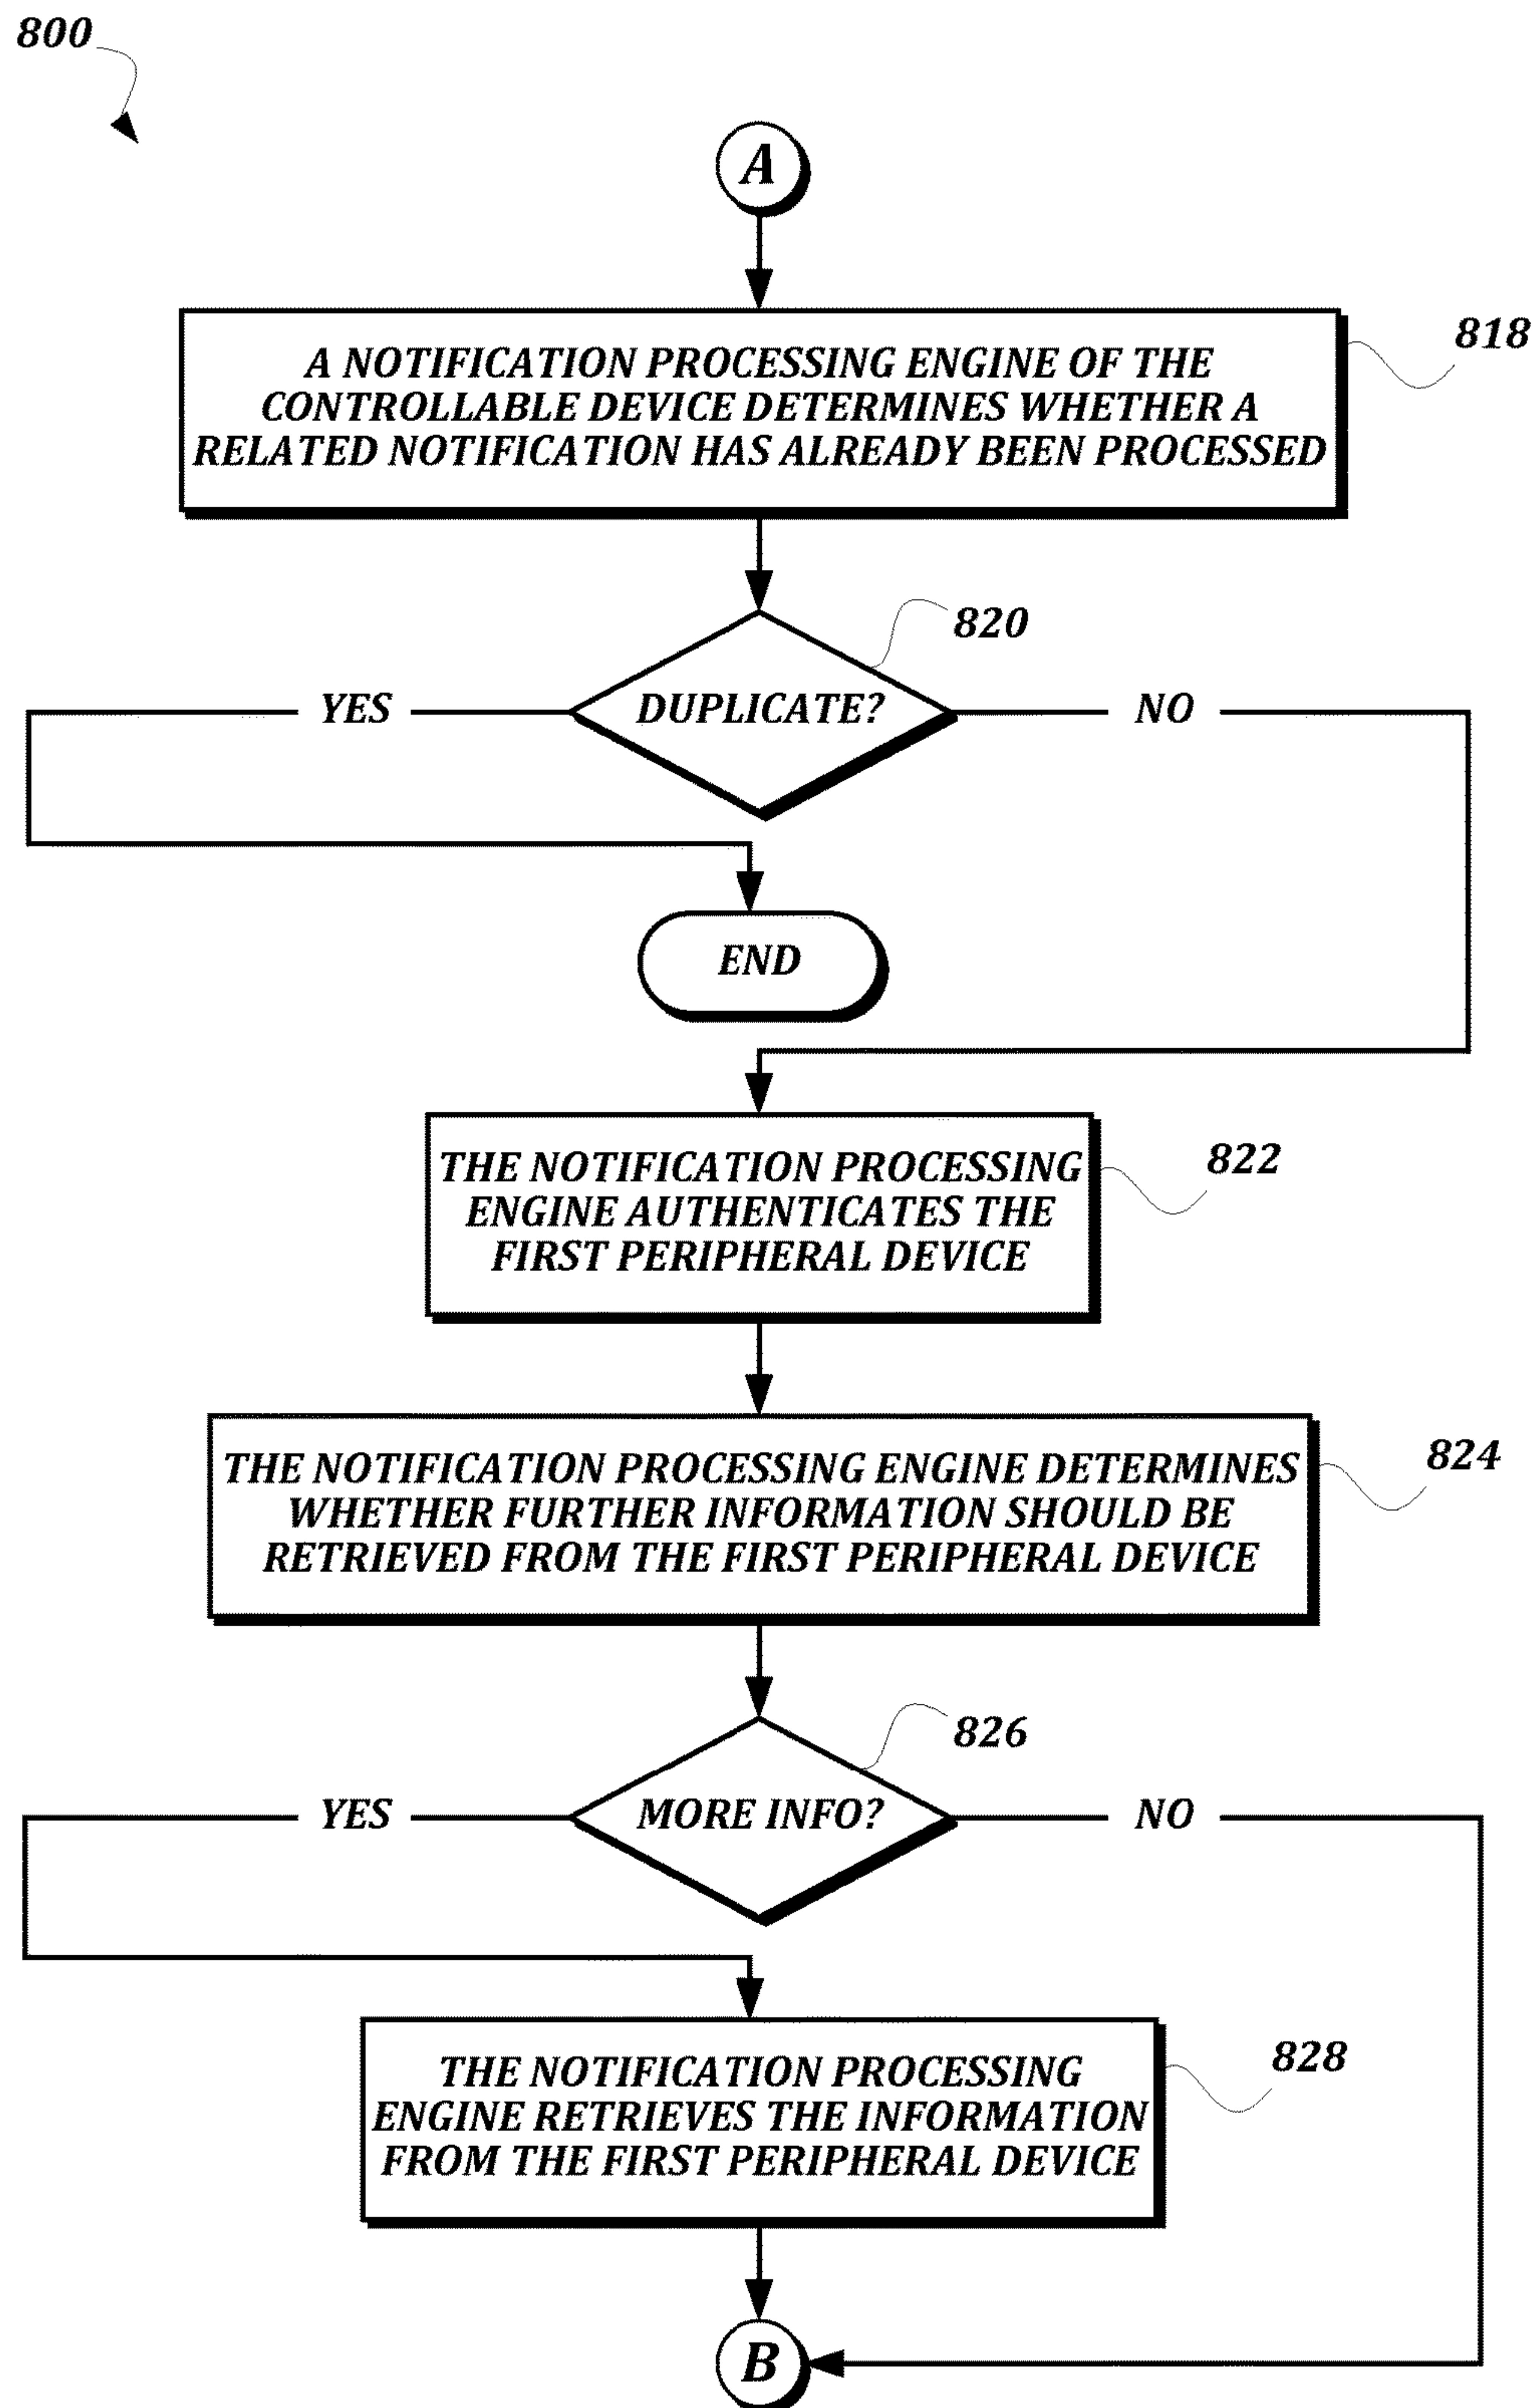 800
A
A NOTIFICATION PROCESSING ENGINE OF THE
CONTROLLABLE DEVICE DETERMINES WHETHER A
RELATED NOTIFICATION HAS ALREADY BEEN PROCESSED
818
820
DUPLICATE?
YES
NO
END
THE NOTIFICATION PROCESSING
ENGINE AUTHENTICATES THE
FIRST PERIPHERAL DEVICE
822
THE NOTIFICATION PROCESSING ENGINE DETERMINES
WHETHER FURTHER INFORMATION SHOULD BE
RETRIEVED FROM THE FIRST PERIPHERAL DEVICE
824
826
MORE INFO?
YES
NO
THE NOTIFICATION PROCESSING
ENGINE RETRIEVES THE INFORMATION
FROM THE FIRST PERIPHERAL DEVICE
828
B